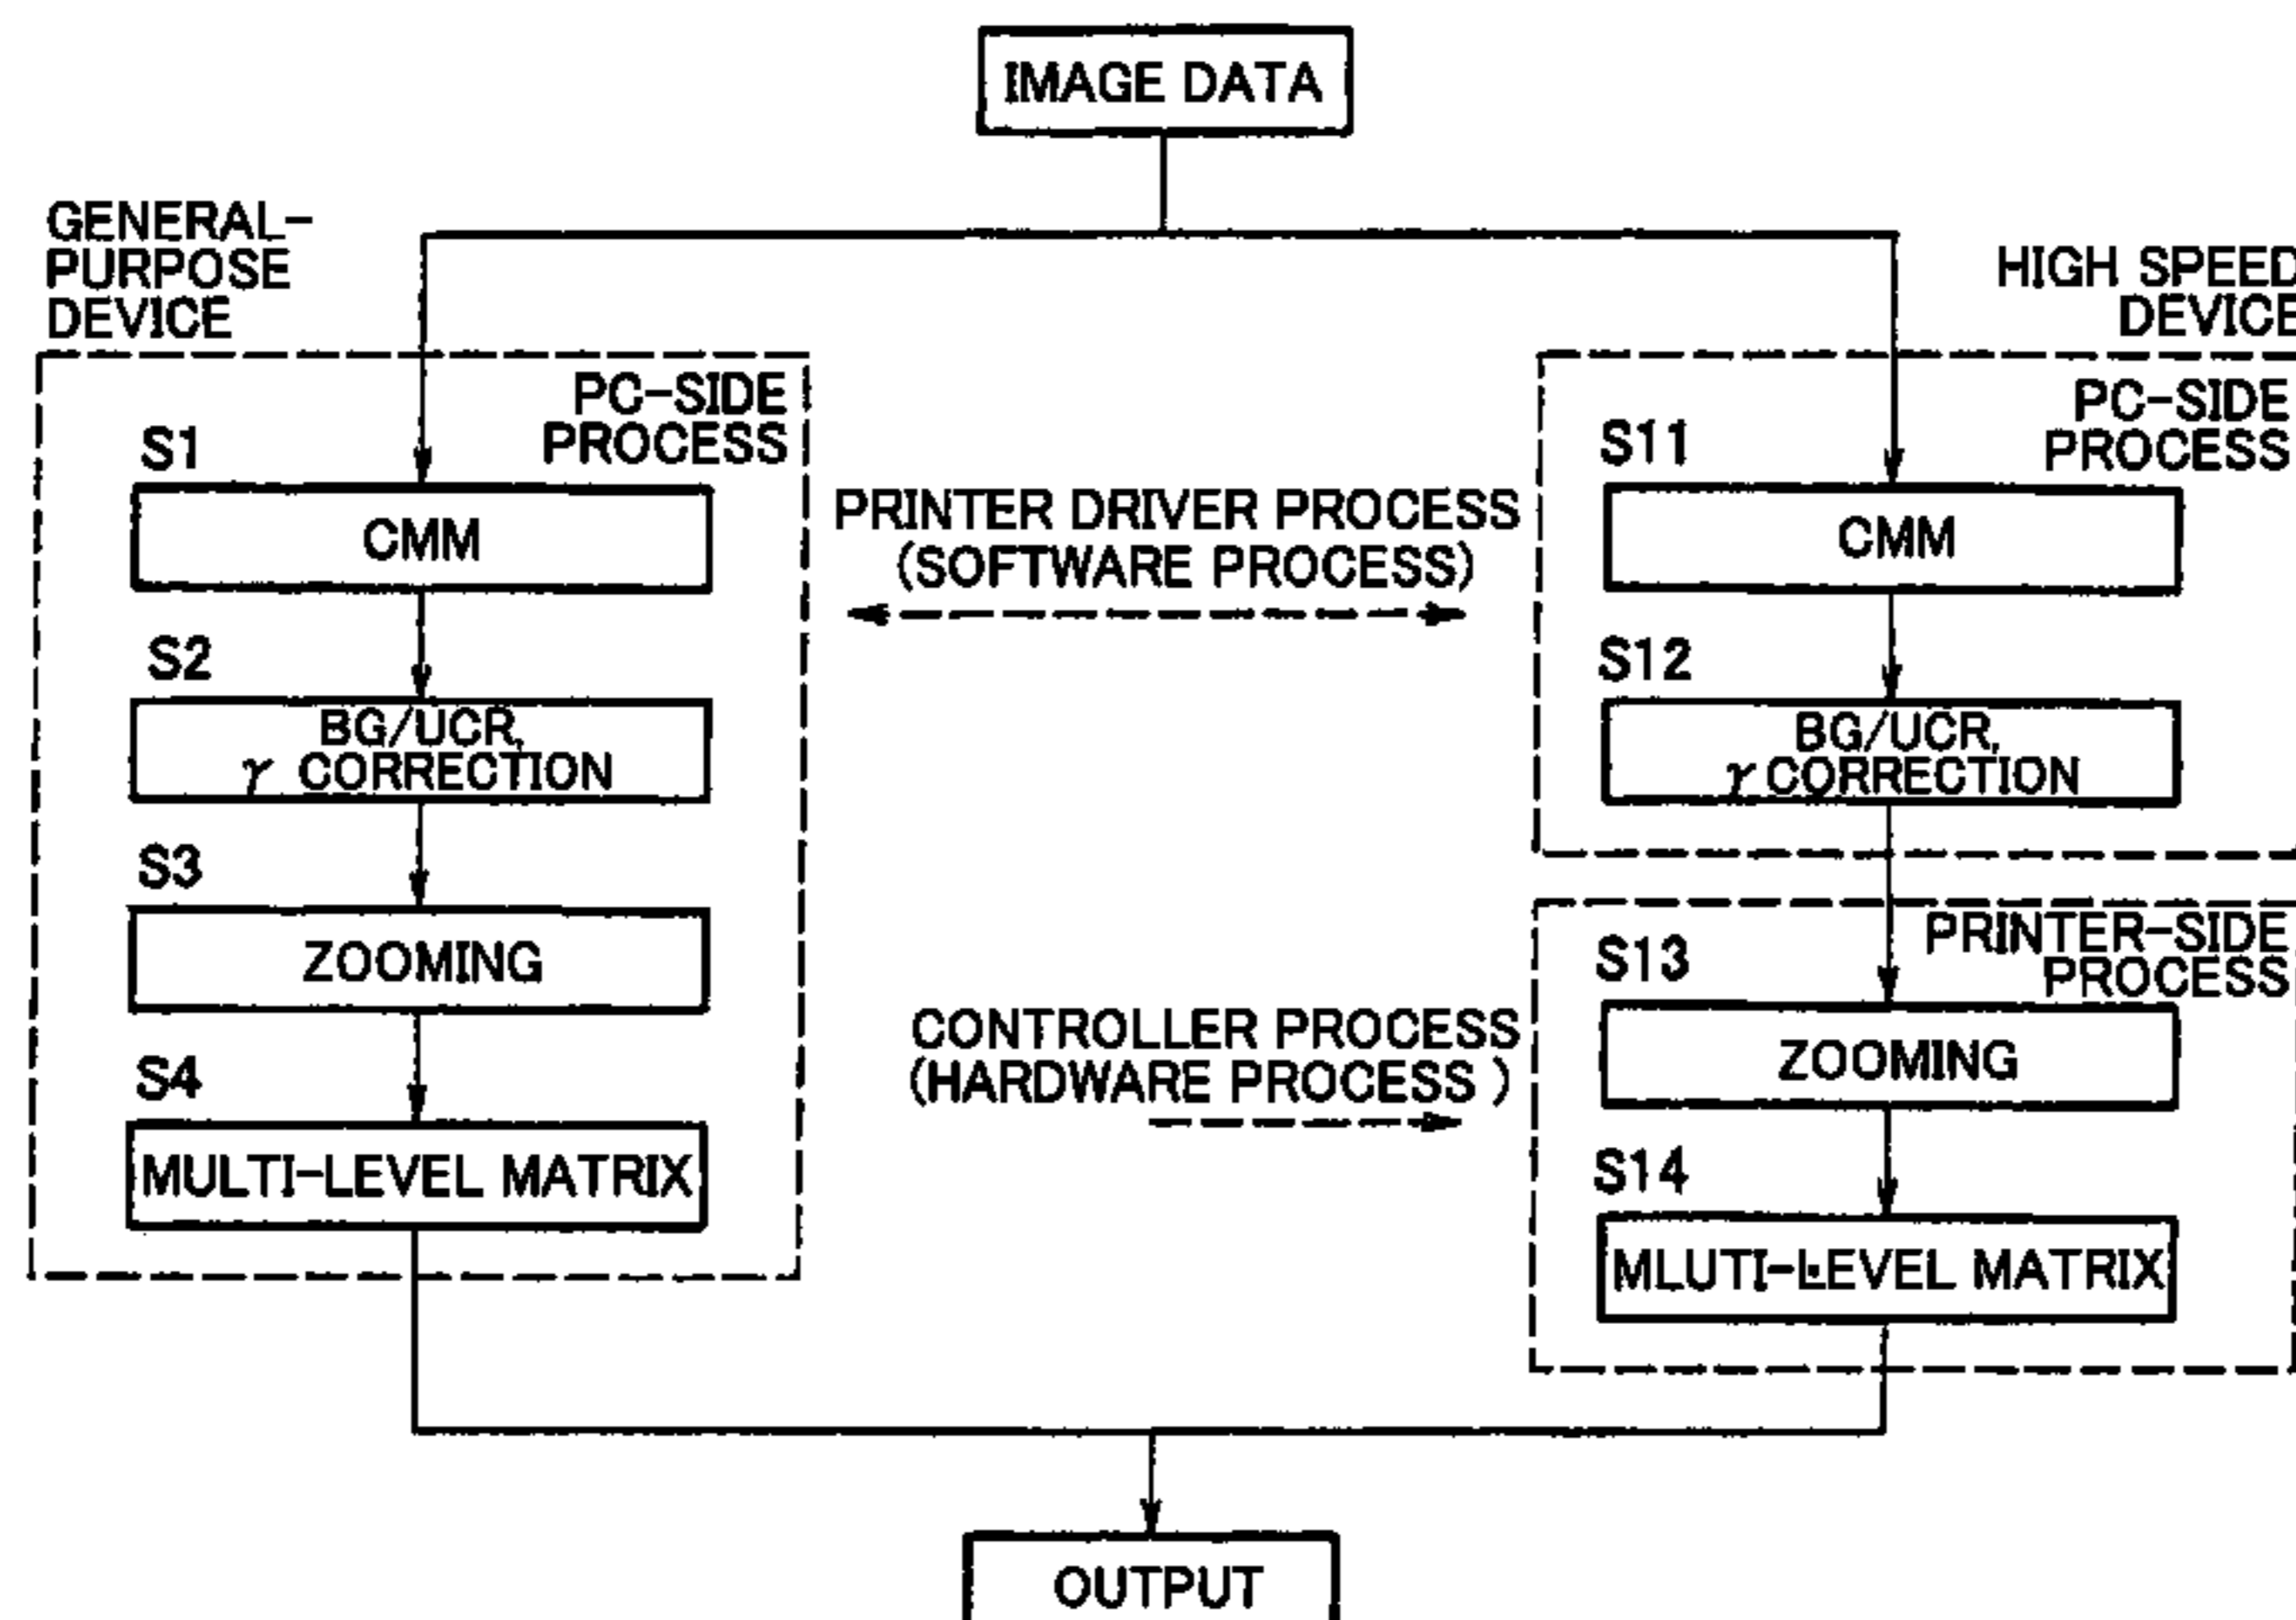 IMAGE DATA
GENERAL-
PURPOSE
DEVICE
PC-SIDE
PROCESS
S1
CMM
S2
BG/UCR,
γ CORRECTION
S3
ZOOMING
S4
MULTI-LEVEL MATRIX
PRINTER DRIVER PROCESS
(SOFTWARE PROCESS)
CONTROLLER PROCESS
(HARDWARE PROCESS )
HIGH SPEED
DEVICE
PC-SIDE
PROCESS
S11
CMM
S12
BG/UCR,
γ CORRECTION
PRINTER-SIDE
PROCESS
S13
ZOOMING
S14
MLUTI-LEVEL MATRIX
OUTPUT